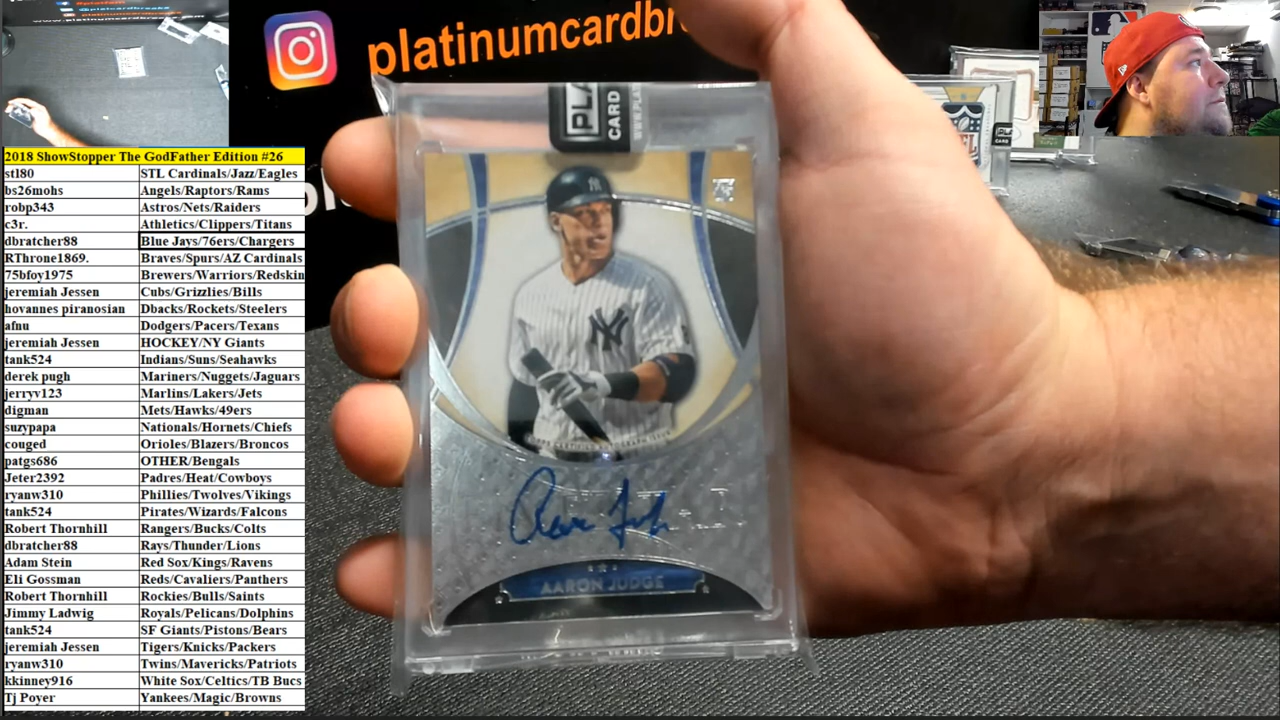 platinumcardbr
PLA
CARD
NY
AARON JUDGE
2018 ShowStopper The GodFather Edition #26
stl80 STL Cardinals/Jazz/Eagles
bs26mohs Angels/Raptors/Rams
robp343 Astros/Nets/Raiders
c3r. Athletics/Clippers/Titans
dbratcher88 Blue Jays/76ers/Chargers
RThrone1869. Braves/Spurs/AZ Cardinals
75bfoy1975 Brewers/Warriors/Redskin
jeremiah Jessen Cubs/Grizzlies/Bills
hovannes piranosian Dbacks/Rockets/Steelers
afnu Dodgers/Pacers/Texans
jeremiah Jessen HOCKEY/NY Giants
tank524 Indians/Suns/Seahawks
derek pugh Mariners/Nuggets/Jaguars
jerryv123 Marlins/Lakers/Jets
digman Mets/Hawks/49ers
suzypapa Nationals/Hornets/Chiefs
couged Orioles/Blazers/Broncos
patgs686 OTHER/Bengals
Jeter2392 Padres/Heat/Cowboys
ryanw310 Phillies/Twolves/Vikings
tank524 Pirates/Wizards/Falcons
Robert Thornhill Rangers/Bucks/Colts
dbratcher88 Rays/Thunder/Lions
Adam Stein Red Sox/Kings/Ravens
Eli Gossman Reds/Cavaliers/Panthers
Robert Thornhill Rockies/Bulls/Saints
Jimmy Ladwig Royals/Pelicans/Dolphins
tank524 SF Giants/Pistons/Bears
jeremiah Jessen Tigers/Knicks/Packers
ryanw310 Twins/Mavericks/Patriots
kkinney916 White Sox/Celtics/TB Bucs
Tj Poyer Yankees/Magic/Browns